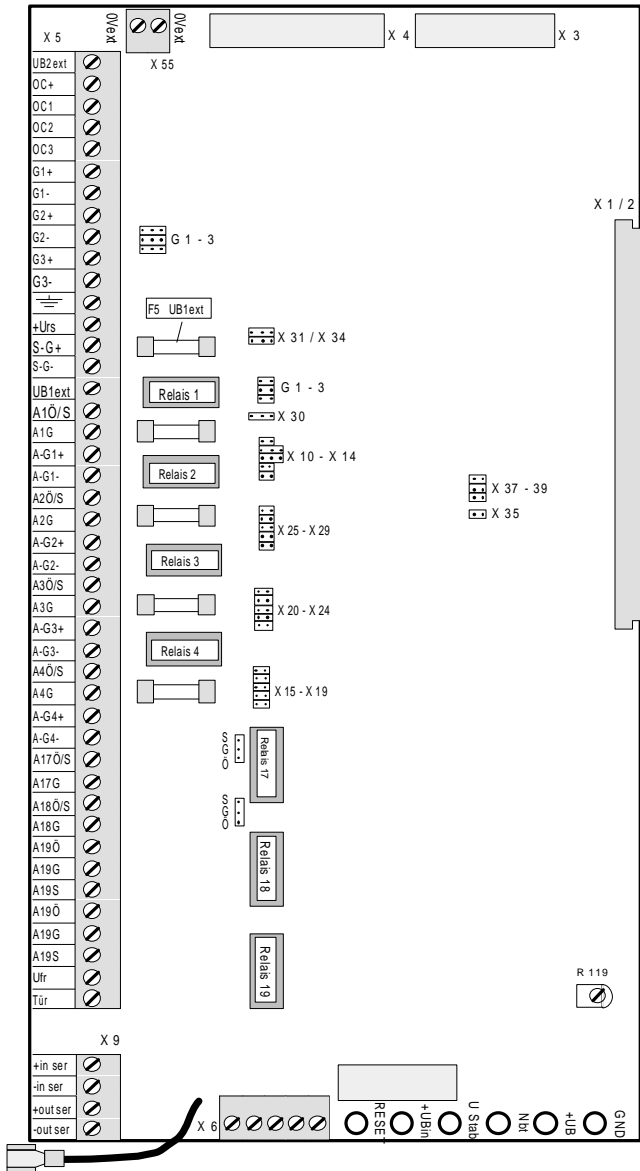 X 5
0Vext
0Vext
X 55
X 4
X 3
UB2ext
OC+
OC1
OC2
OC3
G1+
G1-
G2+
G2-
G3+
G3-
+Urs
S-G+
S-G-
UB1ext
A1Ö/S
A1G
A-G1+
A-G1-
A2Ö/S
A2G
A-G2+
A-G2-
A3Ö/S
A3G
A-G3+
A-G3-
A4Ö/S
A4G
A-G4+
A-G4-
A17Ö/S
A17G
A18Ö/S
A18G
A19Ö
A19G
A19S
A19Ö
A19G
A19S
Ufr
Tür
X 1 / 2
G 1 - 3
F5 UB1ext
X 31 / X 34
Relais 1
G 1 - 3
X 30
X 10 - X 14
Relais 2
X 37 - 39
X 35
X 25 - X 29
Relais 3
X 20 - X 24
Relais 4
X 15 - X 19
S
G
Ö
Relais 17
S
G
Ö
Relais 18
Relais 19
R 119
X 9
+in ser
-in ser
+out ser
-out ser
X 6
RESET
+UBin
U Stab
Nbt
+UB
GND